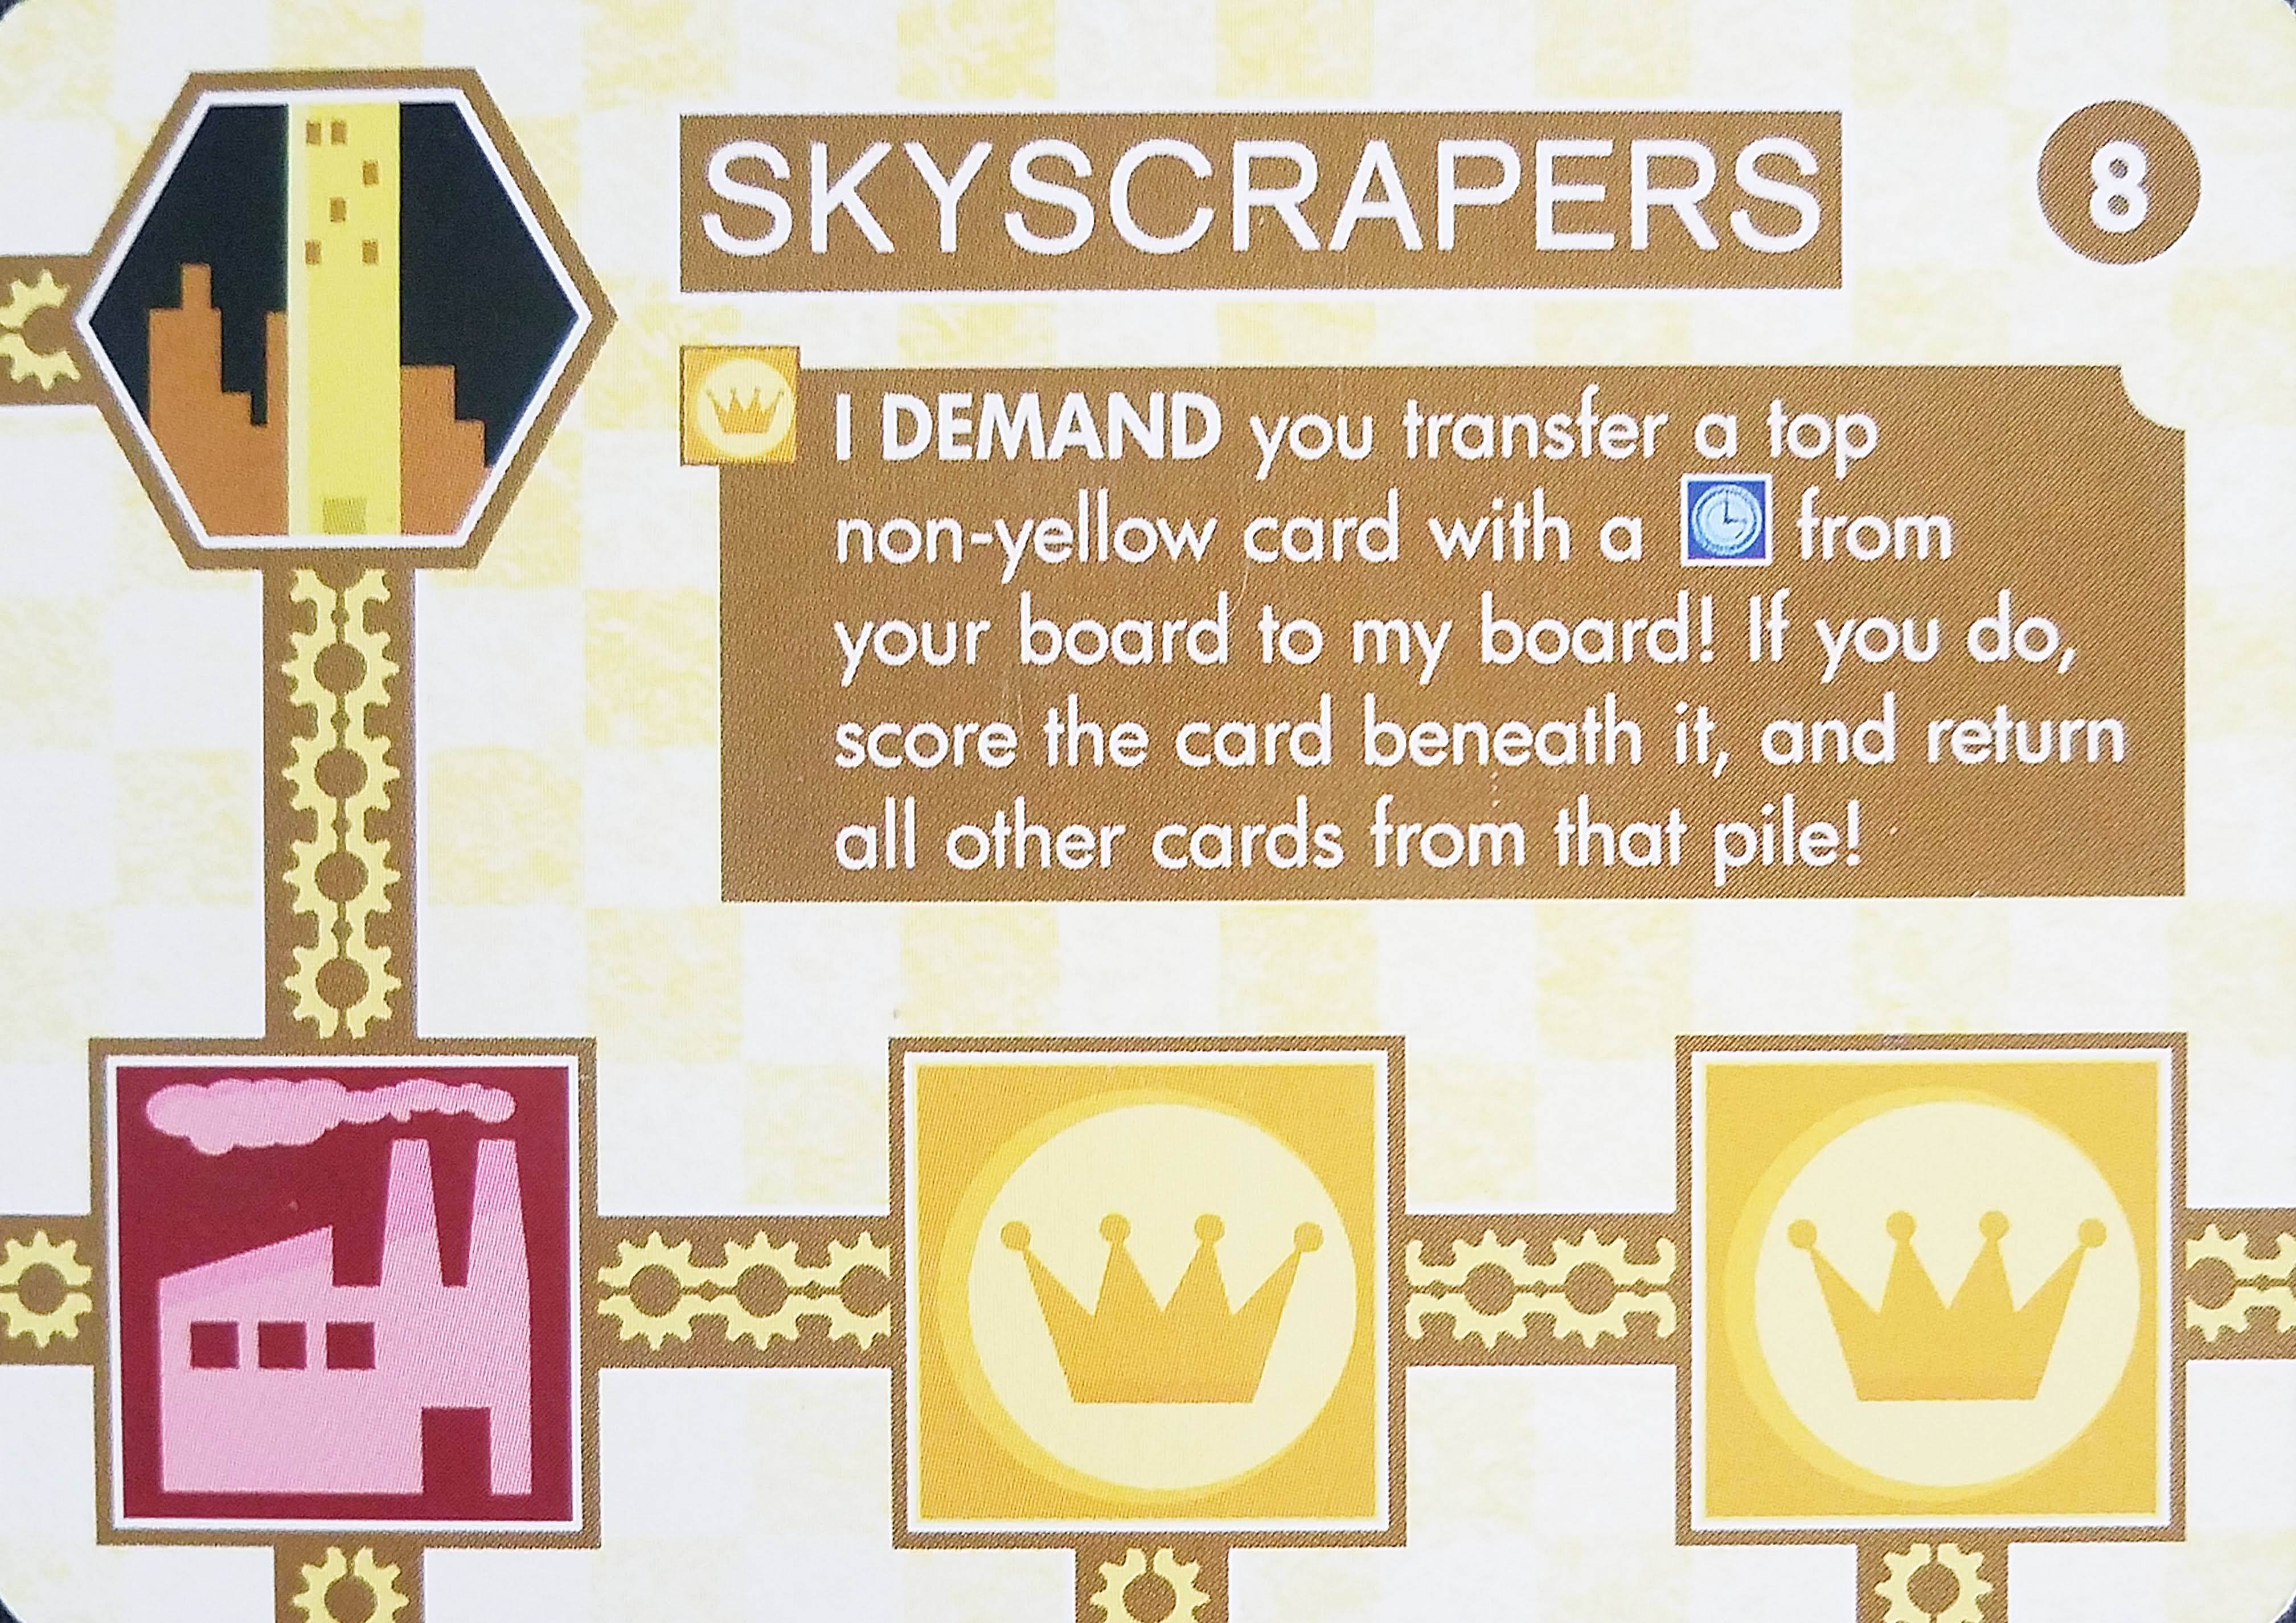 SKYSCRAPERS
8
I DEMAND you transfer a top
non-yellow card with a from
your board to my board! If you do,
score the card beneath it, and return
all other cards from that pile!